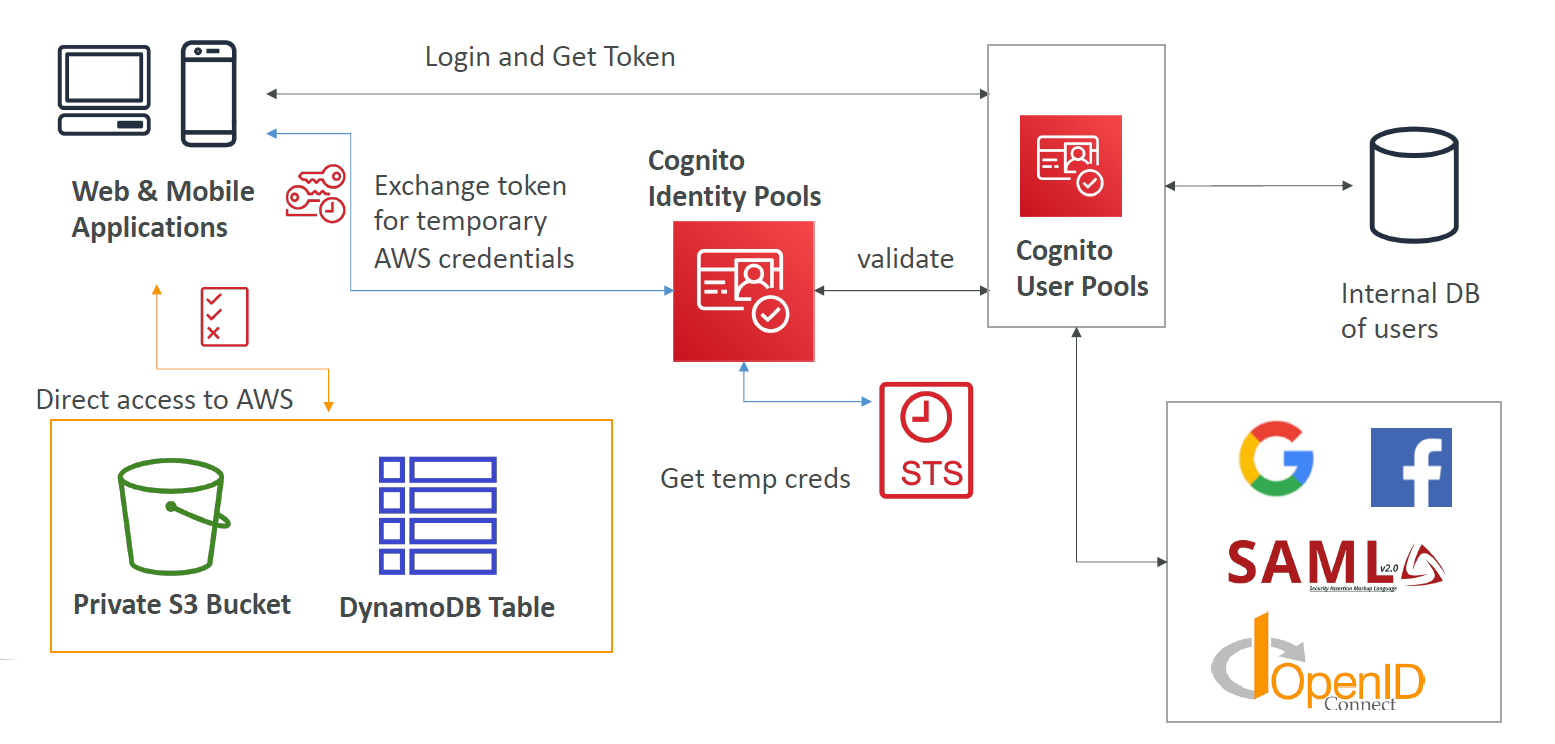 Login and Get Token
Web & Mobile
Applications
Exchange token
for temporary
AWS credentials
Cognito
Identity Pools
validate
Cognito
User Pools
Internal DB
of users
Direct access to AWS
Get temp creds
STS
Private S3 Bucket
DynamoDB Table
SAML v2.0
Security Assertion Markup Language
OpenID
Connect